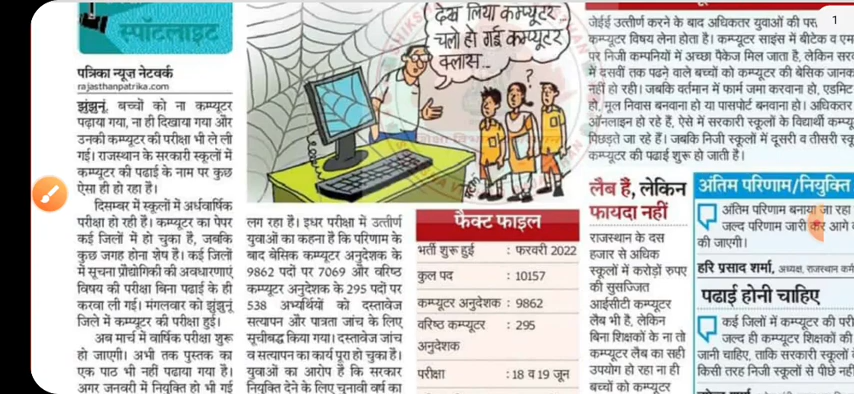 स्पॉटलाइट
पत्रिका न्यूज नेटवर्क
rajasthanpatrika.com
झुंझुनूं. बच्चों को ना कम्प्यूटर
पढ़ाया गया, ना ही दिखाया गया और
उनकी कम्प्यूटर की परीक्षा भी ले ली
गई। राजस्थान के सरकारी स्कूलों में
कम्प्यूटर की पढाई के नाम पर कुछ
ऐसा ही हो रहा है।
दिसम्बर में स्कूलों में अर्धवार्षिक
परीक्षा हो रही है। कम्प्यूटर का पेपर
कई जिलों में हो चुका है, जबकि
कुछ जगह होना शेष है। कई जिलों
में सूचना प्रौद्योगिकी की अवधारणाएं
विषय की परीक्षा बिना पढाई के ही
करवा ली गई। मंगलवार को झुंझुनूं
जिले में कम्प्यूटर की परीक्षा हुई।
अब मार्च में वार्षिक परीक्षा शुरू
हो जाएगी। अभी तक पुस्तक का
एक पाठ भी नहीं पढाया गया है।
अगर जनवरी में नियुक्ति हो भी गई
देख लिया कम्प्यूटर..
चलो हो गई कम्प्यूटर
क्लास...
?
लग रहा है। इधर परीक्षा में उत्तीर्ण
युवाओं का कहना है कि परिणाम के
बाद बेसिक कम्प्यूटर अनुदेशक के
9862 पदों पर 7069 और वरिष्ठ
कम्प्यूटर अनुदेशक के 295 पदों पर
538 अभ्यर्थियों को दस्तावेज
सत्यापन और पात्रता जांच के लिए
सूचीबद्ध किया गया। दस्तावेज जांच
व सत्यापन का कार्य पूरा हो चुका है।
युवाओं का आरोप है कि सरकार
नियुक्ति देने के लिए चुनावी वर्ष का
फैक्ट फाइल
भर्ती शुरू हुई : फरवरी 2022
कुल पद : 10157
कम्प्यूटर अनुदेशक : 9862
वरिष्ठ कम्प्यूटर : 295
अनुदेशक
परीक्षा : 18 व 19 जून
जेईई उत्तीर्ण करने के बाद अधिकतर युवाओं की
कम्प्यूटर विषय लेना होता है। कम्प्यूटर साइंस में बीटेक व एम
पर निजी कम्पनियों में अच्छा पैकेज मिल जाता है, लेकिन सर
में दसवीं तक पढने वाले बच्चों को कम्प्यूटर की बेसिक जानक
नहीं हो रही। जबकि वर्तमान में फार्म जमा करवाना हो, एडमिट
हो, मूल निवास बनवाना हो या पासपोर्ट बनवाना हो। अधिकतर
ऑनलाइन हो रहे हैं, ऐसे में सरकारी स्कूलों के विद्यार्थी कम्प्यू
पिछड़ते जा रहे हैं। जबकि निजी स्कूलों में दूसरी व तीसरी
कम्प्यूटर की पढाई शुरू हो जाती है।
1
लैब है, लेकिन
फायदा नहीं
राजस्थान के दस
हजार से अधिक
स्कूलों में करोड़ों रुपए
की सुसज्जित
आईसीटी कम्प्यूटर
लैब भी है, लेकिन
बिना शिक्षकों के ना तो
कम्प्यूटर लैब का सही
उपयोग हो रहा ना ही
बच्चों को कम्प्यूटर
अंतिम परिणाम/नियुक्ति
अंतिम परिणाम बनाया जा रहा
जल्द परिणाम जारी कर आगे
की जाएगी।
हरि प्रसाद शर्मा, अध्यक्ष, राजस्थान कर्म
पढाई होनी चाहिए
कई जिलों में कम्प्यूटर की परी
जल्द ही कम्प्यूटर शिक्षकों की
जानी चाहिए, ताकि सरकारी स्कूलों
किसी तरह निजी स्कूलों से पीछे नहीं